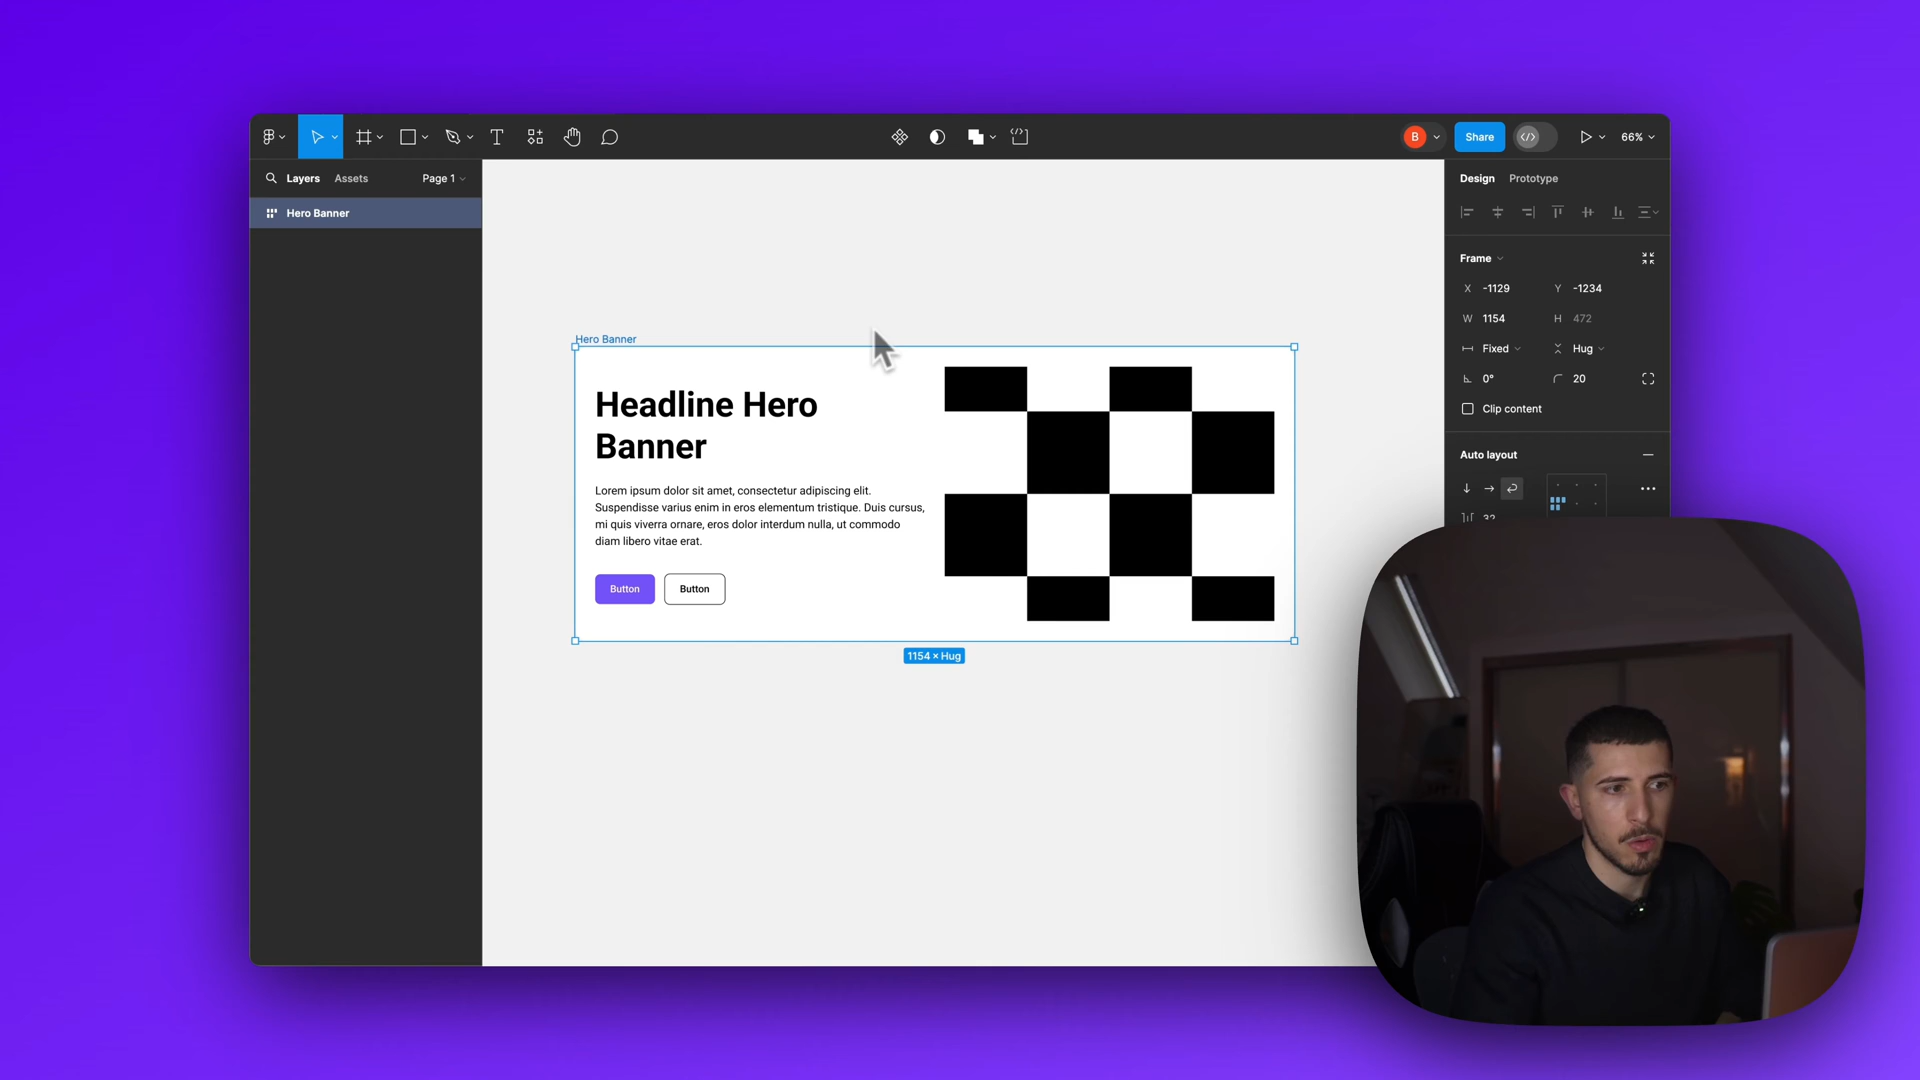 B
Share
66%
Layers
Assets
Page 1
Design
Prototype
Hero Banner
Frame
X -1129
Y -1234
W 1154
H 472
Fixed
Hug
0°
20
Clip content
Auto layout
32
Hero Banner
Headline Hero
Banner
Lorem ipsum dolor sit amet, consectetur adipiscing elit.
Suspendisse varius enim in eros elementum tristique. Duis cursus,
mi quis viverra ornare, eros dolor interdum nulla, ut commodo
diam libero vitae erat.
Button
Button
1154 × Hug